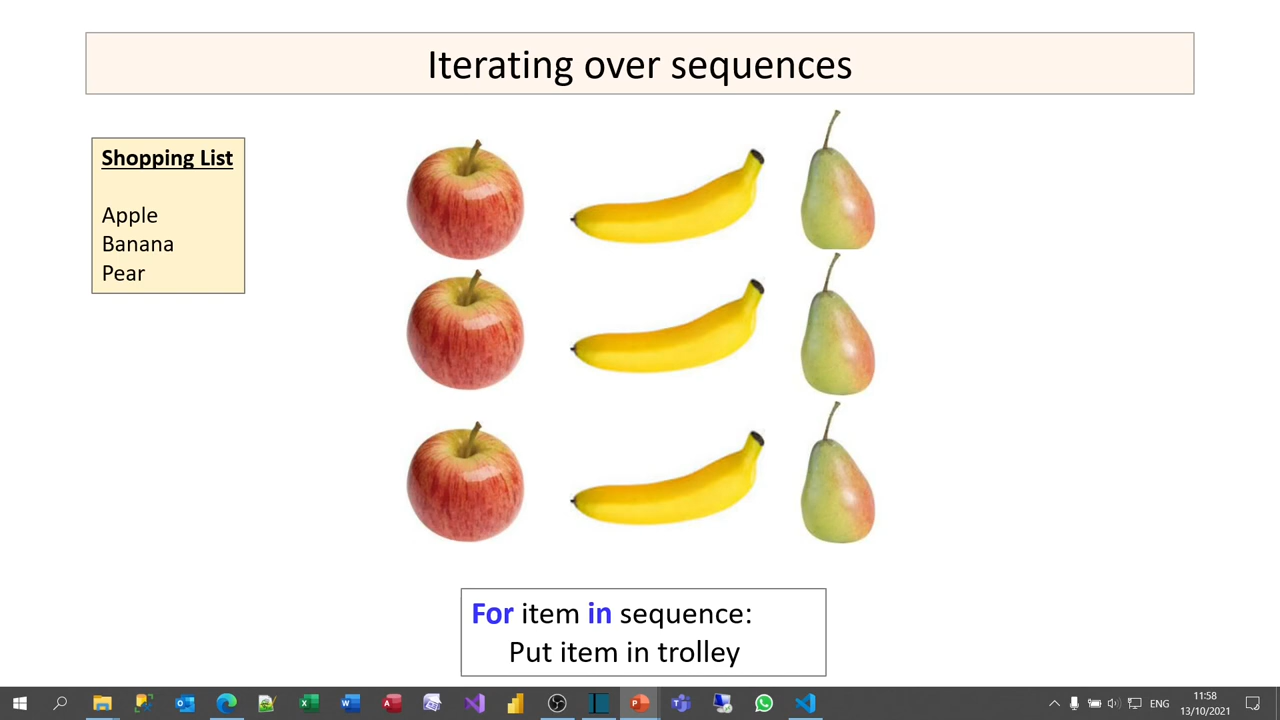 Iterating over sequences
Shopping List
Apple
Banana
Pear
For item in sequence:
Put item in trolley
ENG
11:58
13/10/2021